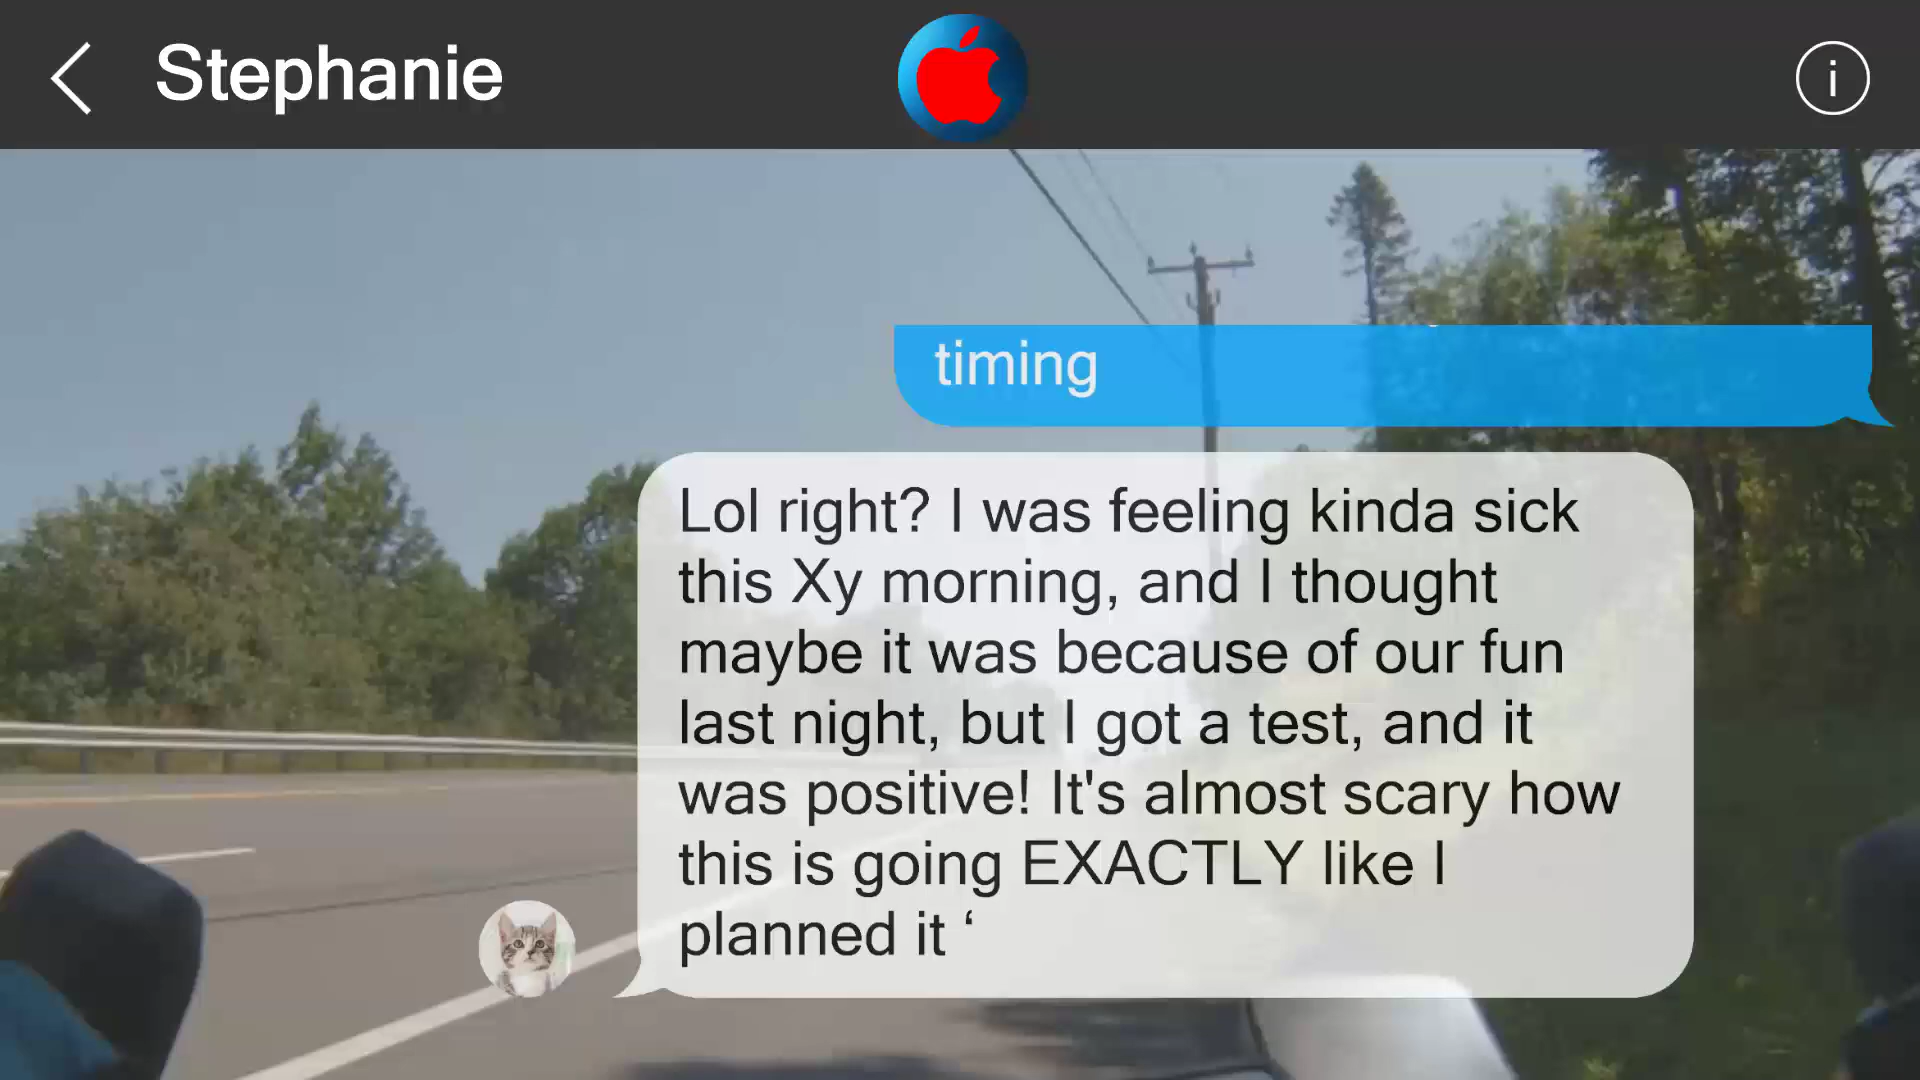 Stephanie
i
timing
Lol right? I was feeling kinda sick
this Xy morning, and I thought
maybe it was because of our fun
last night, but I got a test, and it
was positive! It's almost scary how
this is going EXACTLY like I
planned it ‘